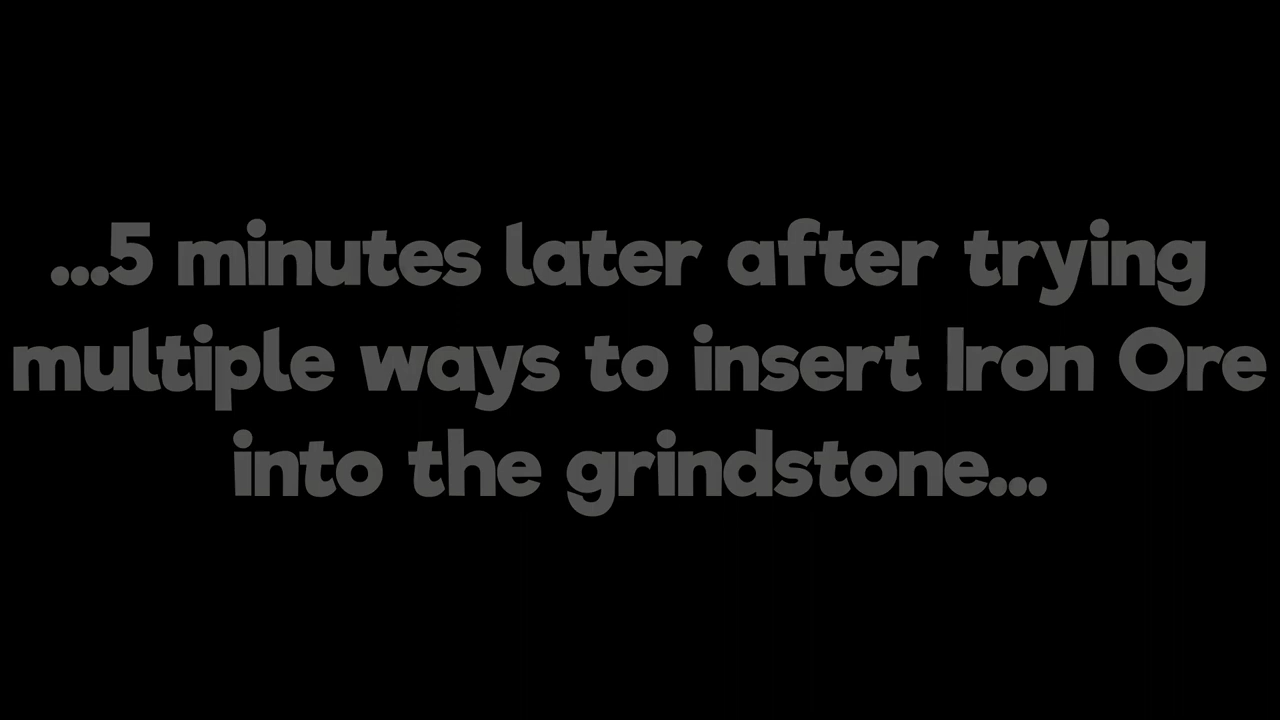 ...5 minutes later after trying
multiple ways to insert Iron Ore
into the grindstone...